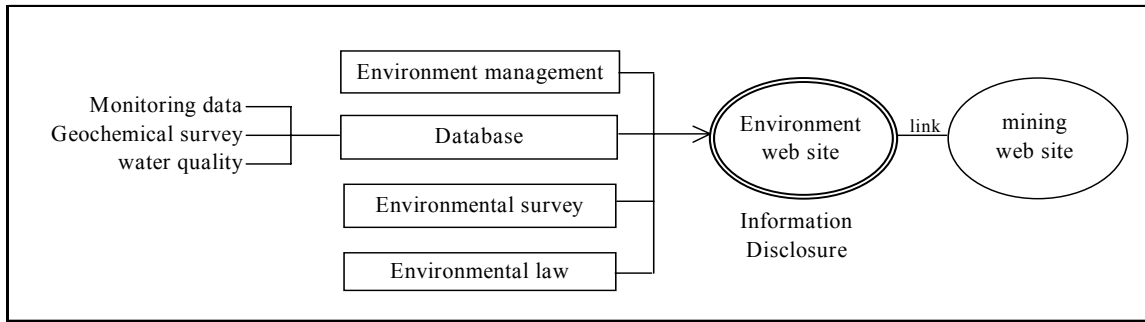 Monitoring data
Geochemical survey
water quality
Environment management
Database
Environmental survey
Environmental law
Environment
web site
Information
Disclosure
link
mining
web site